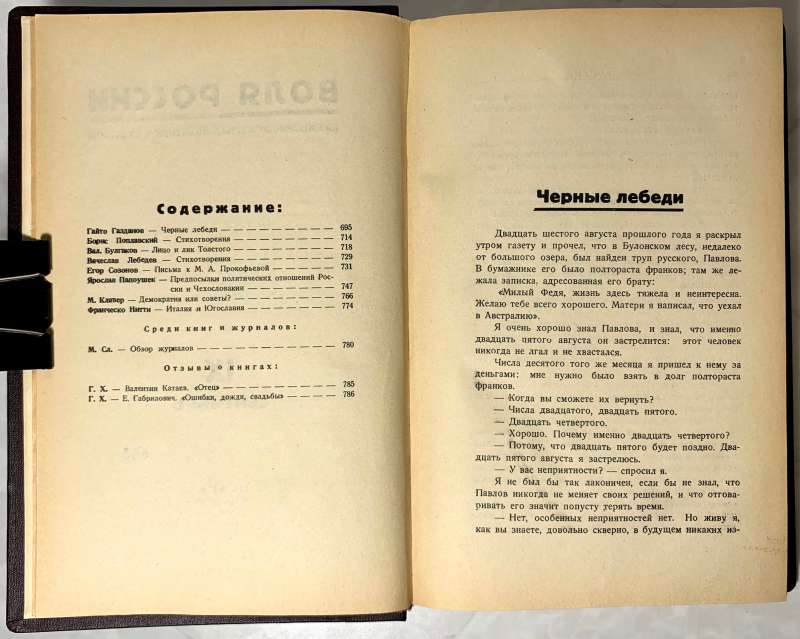 Содержание:
Гайто Газданов — Черные лебеди — — — — — — — — 695
Борис Поплавский — Стихотворения — — — — — — — 714
Вал. Булгаков — Лицо и лик Толстого — — — — — — — 718
Вячеслав Лебедев — Стихотворения — — — — — — — 729
Егор Созонов — Письма к М. А. Прокофьевой — — — — — 731
Ярослав Папоушек — Предпосылки политических отношений Рос-
сии и Чехословакии — — — — — — — 747
М. Клявер — Демократия или советы? — — — — — — — 766
Франческо Нитти — Италия и Югославия — — — — — — 774
Среди книг и журналов:
М. Сл. — Обзор журналов — — — — — — — — — — 780
Отзывы о книгах:
Г. Х. — Валентин Катаев. «Отец» — — — — — — — — 785
Г. Х. — Е. Габрилович. «Ошибки, дожди, свадьбы» — — — — 786
Черные лебеди
Двадцать шестого августа прошлого года я раскрыл
утром газету и прочел, что в Булонском лесу, недалеко
от большого озера, был найден труп русского, Павлова.
В бумажнике его было полтораста франков; там же ле-
жала записка, адресованная его брату:
«Милый Федя, жизнь здесь тяжела и неинтересна.
Желаю тебе всего хорошего. Матери я написал, что уехал
в Австралию».
Я очень хорошо знал Павлова, и знал, что именно
двадцать пятого августа он застрелится: этот человек
никогда не лгал и не хвастался.
Числа десятого того же месяца я пришел к нему за
деньгами: мне нужно было взять в долг полтораста
франков.
— Когда вы сможете их вернуть?
— Числа двадцатого, двадцать пятого.
— Двадцать четвертого.
— Хорошо. Почему именно двадцать четвертого?
— Потому, что двадцать пятого будет поздно. Два-
дцать пятого августа я застрелюсь.
— У вас неприятности? — спросил я.
Я не был бы так лаконичен, если бы не знал, что
Павлов никогда не меняет своих решений, и что отгова-
ривать его значит попусту терять время.
— Нет, особенных неприятностей нет. Но живу я,
как вы знаете, довольно скверно, в будущем никаких из-